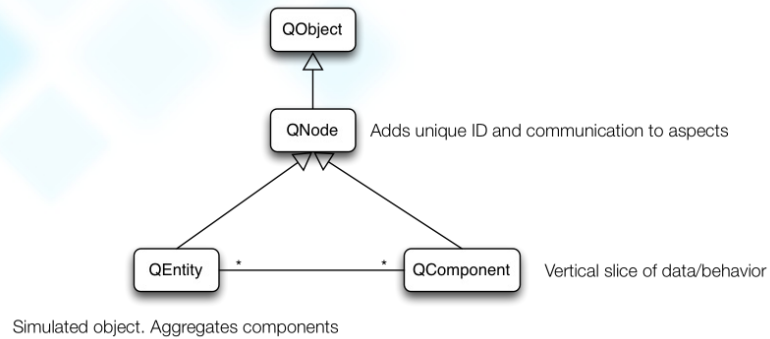 QObject
QNode
Adds unique ID and communication to aspects
QEntity
*
*
QComponent
Vertical slice of data/behavior
Simulated object. Aggregates components